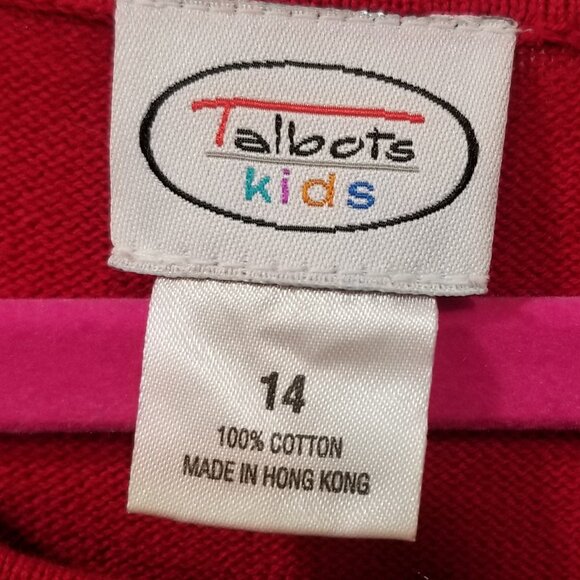 Talbots
kids
14
100% COTTON
MADE IN HONG KONG